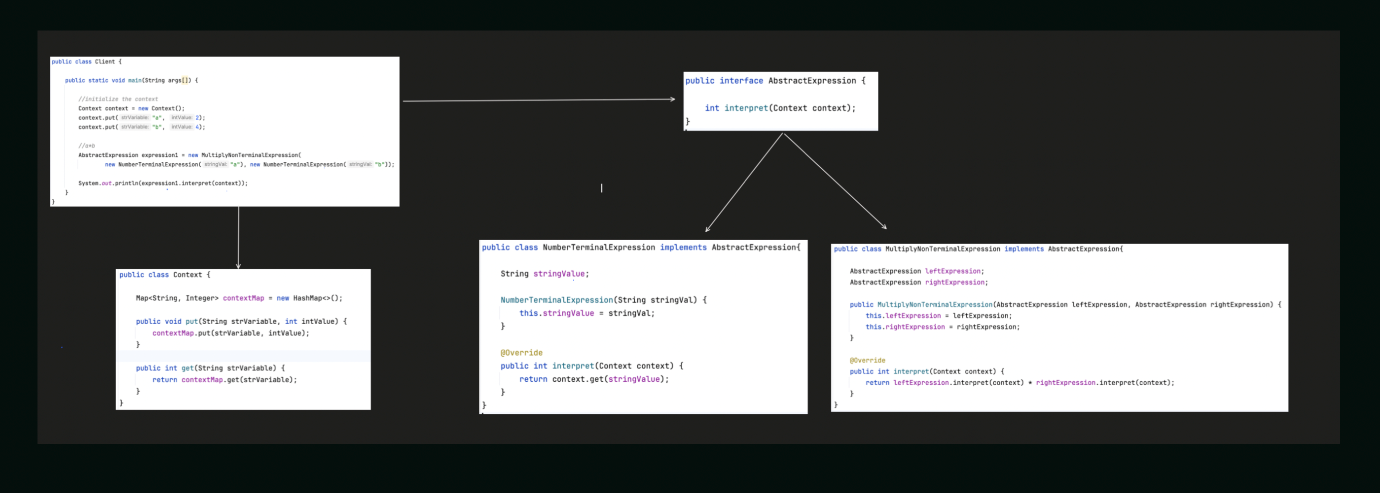 public class Client {
public static void main(String args[]) {
//initialize the context
Context context = new Context();
context.put( strVariable: "a", intValue: 2);
context.put( strVariable: "b", intValue: 4);
//a*b
AbstractExpression expression1 = new MultiplyNonTerminalExpression(
new NumberTerminalExpression( stringVal: "a"), new NumberTerminalExpression( stringVal: "b"));
System.out.println(expression1.interpret(context));
}
}
public interface AbstractExpression {
int interpret(Context context);
}
public class Context {
Map<String, Integer> contextMap = new HashMap<>();
public void put(String strVariable, int intValue) {
contextMap.put(strVariable, intValue);
}
public int get(String strVariable) {
return contextMap.get(strVariable);
}
}
public class NumberTerminalExpression implements AbstractExpression{
String stringValue;
NumberTerminalExpression(String stringVal) {
this.stringValue = stringVal;
}
@Override
public int interpret(Context context) {
return context.get(stringValue);
}
}
public class MultiplyNonTerminalExpression implements AbstractExpression{
AbstractExpression leftExpression;
AbstractExpression rightExpression;
public MultiplyNonTerminalExpression(AbstractExpression leftExpression, AbstractExpression rightExpression) {
this.leftExpression = leftExpression;
this.rightExpression = rightExpression;
}
@Override
public int interpret(Context context) {
return leftExpression.interpret(context) * rightExpression.interpret(context);
}
}